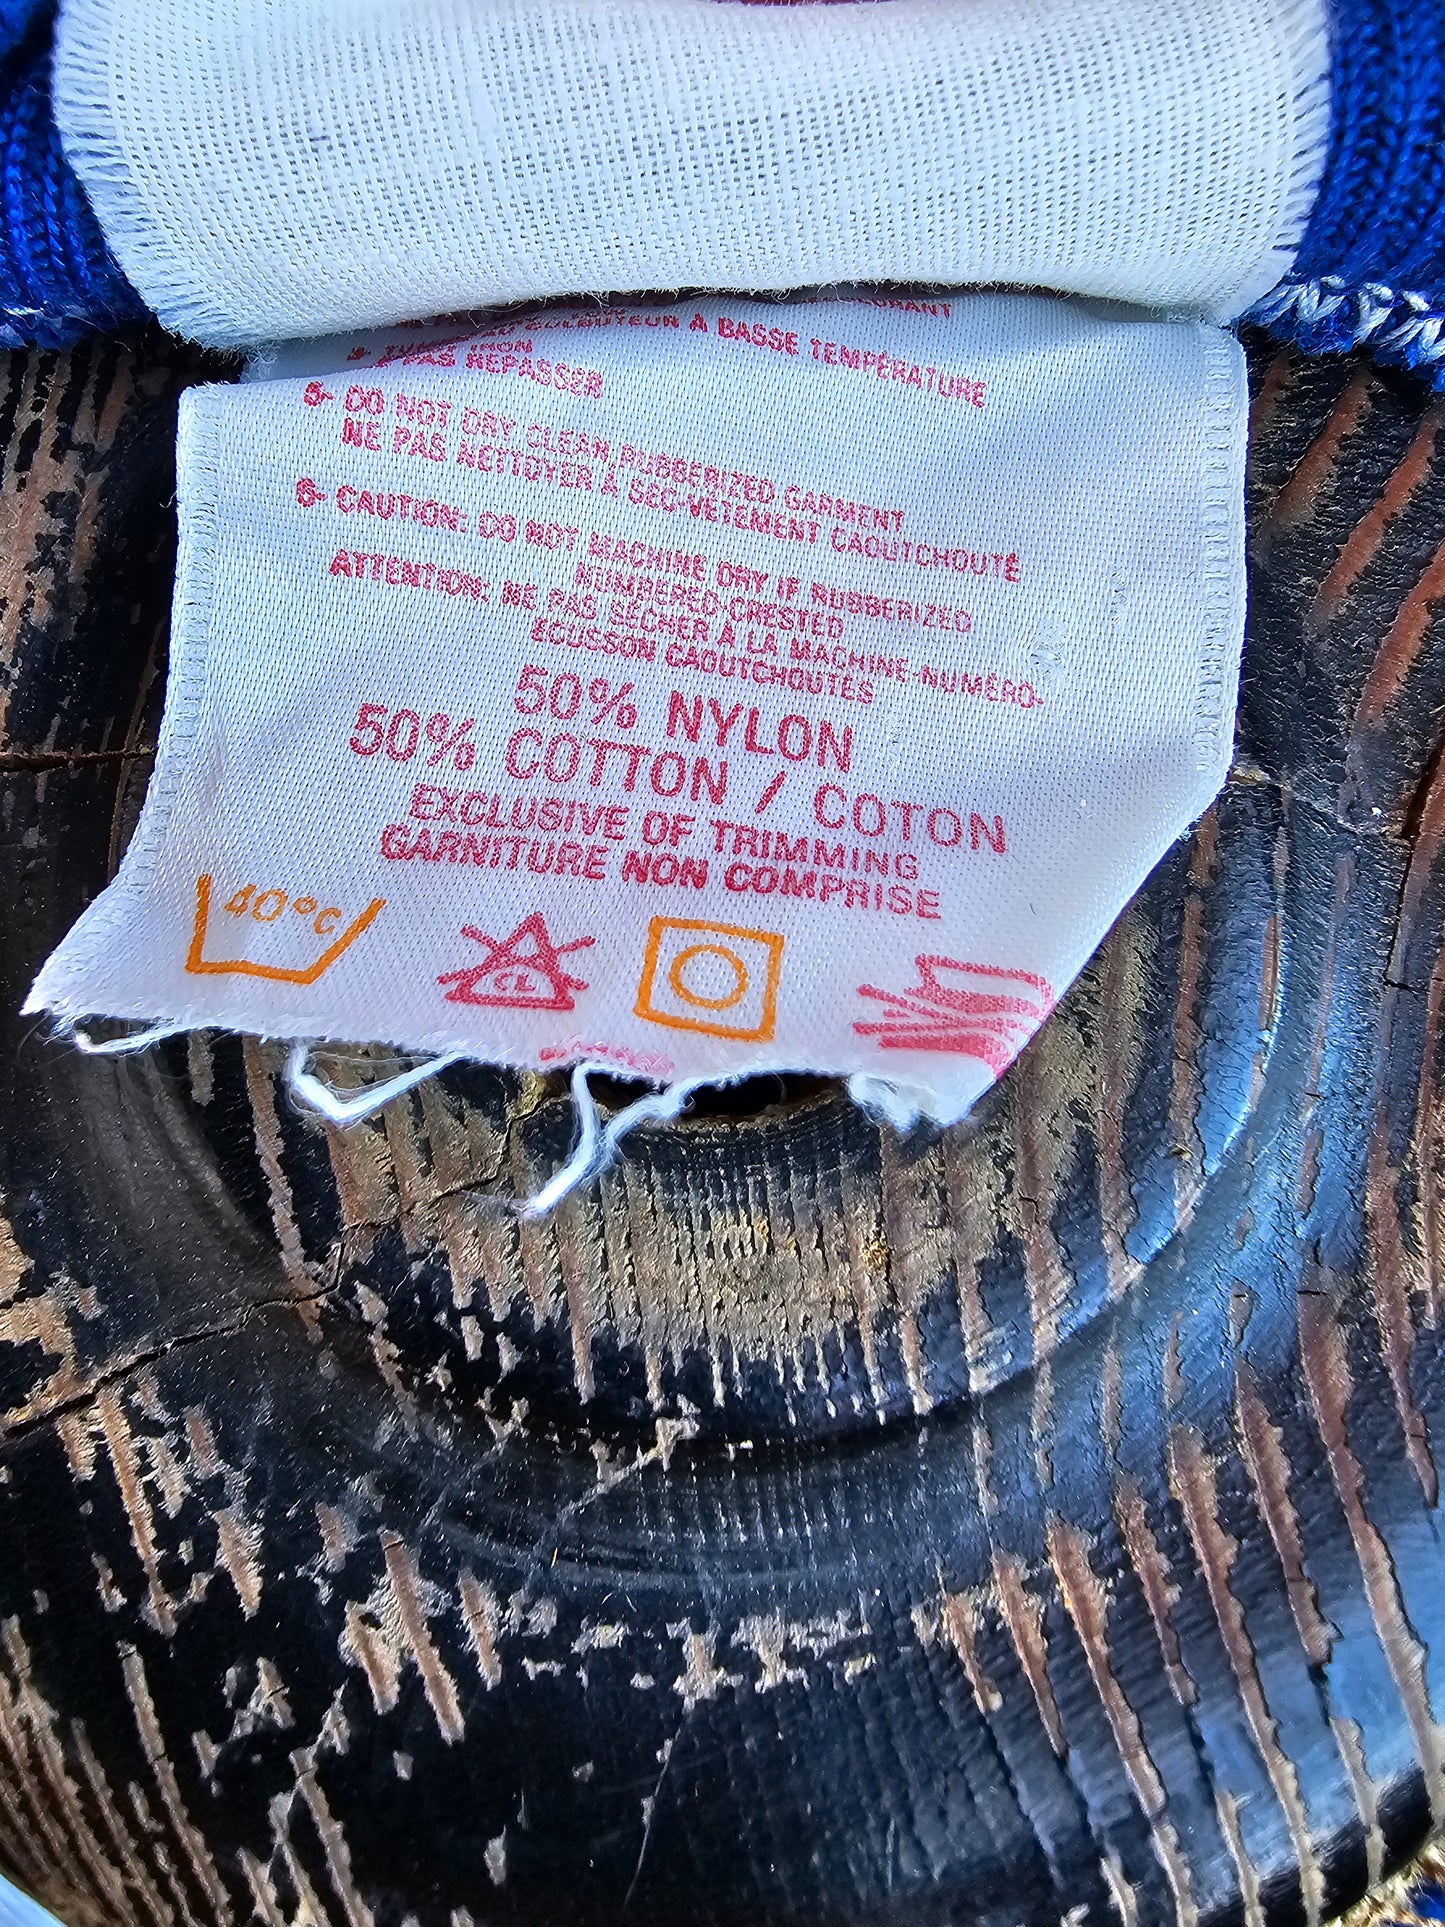 À BASSE TEMPÉRATURE
IRON
PAS REPASSER
5- DO NOT DRY CLEAN RUBBERIZED GARMENT
NE PAS NETTOYER À SEC-VÊTEMENT CAOUTCHOUTÉ
6- CAUTION: DO NOT MACHINE DRY IF RUBBERIZED
NUMBERED-CRESTED
ATTENTION: NE PAS SÉCHER À LA MACHINE-NUMÉRO-
ÉCUSSON CAOUTCHOUTÉS
50% NYLON
50% COTTON / COTON
EXCLUSIVE OF TRIMMING
GARNITURE NON COMPRISE
40°C CL